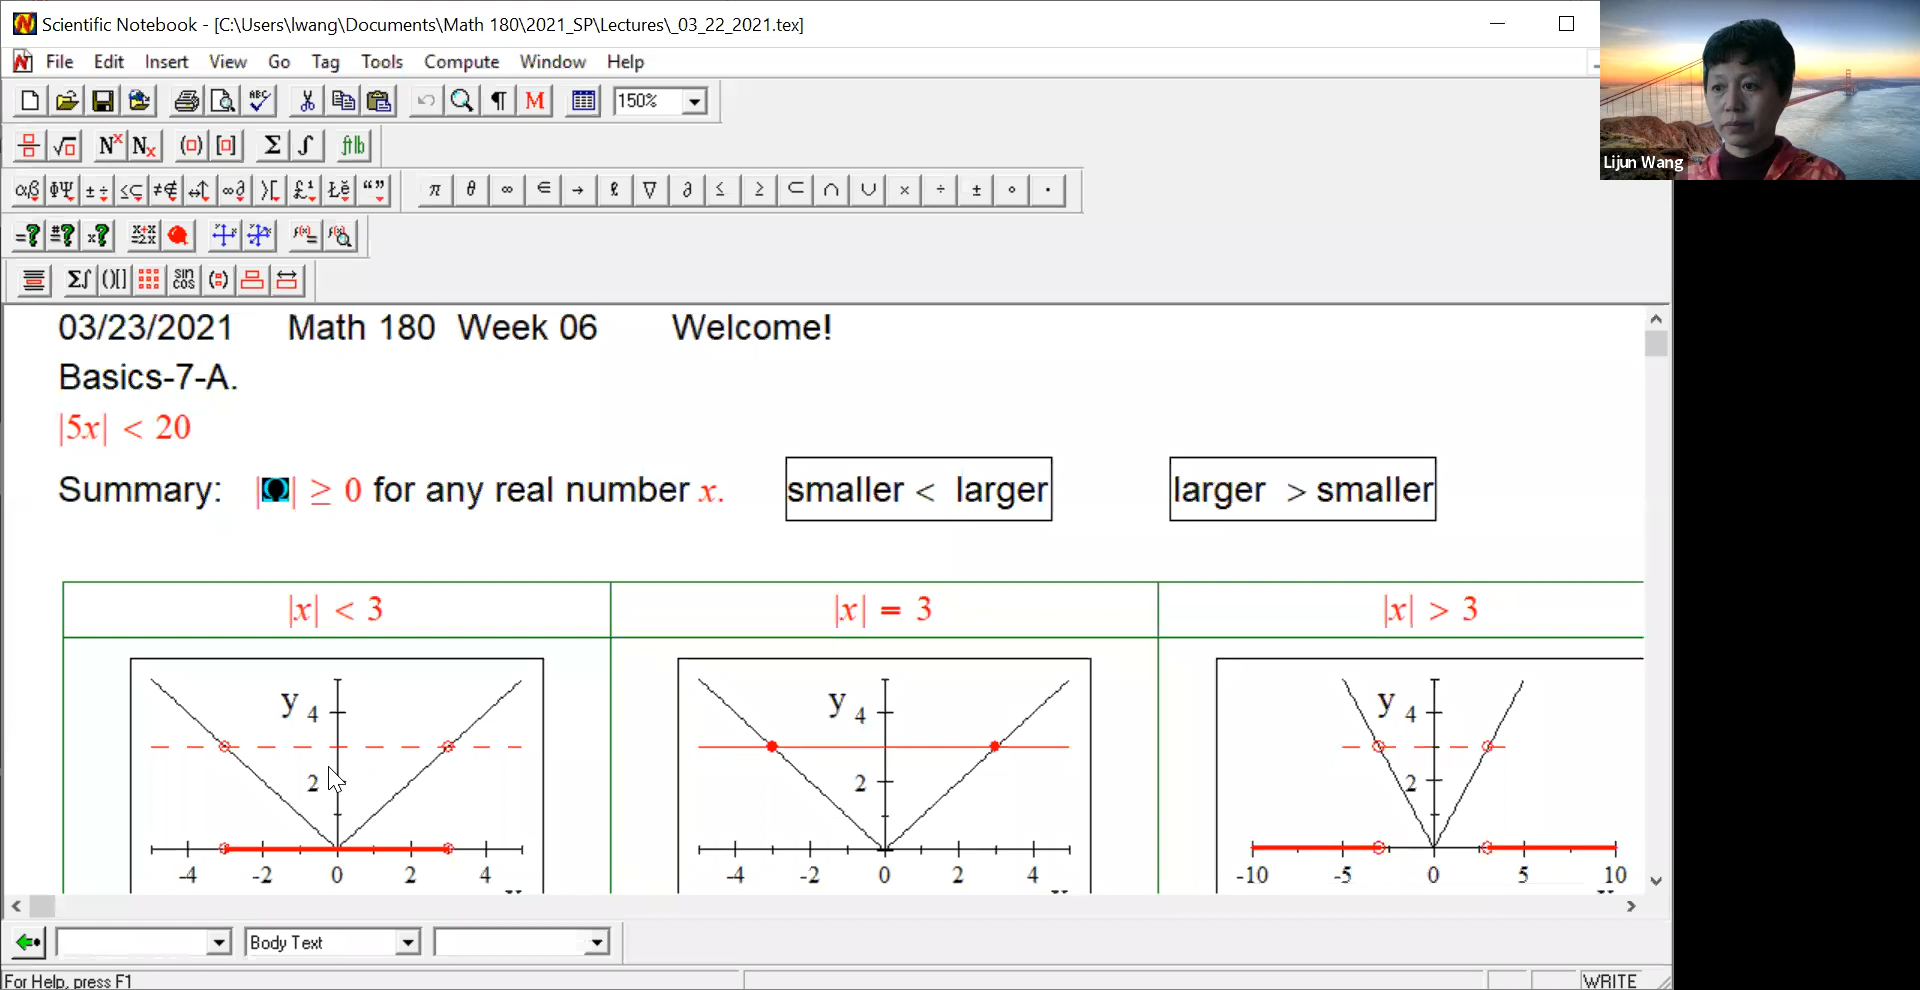 Scientific Notebook - [C:\Users\lwang\Documents\Math 180\2021_SP\Lectures\_03_22_2021.tex]
File Edit Insert View Go Tag Tools Compute Window Help
150%
Lijun Wang
03/23/2021 Math 180 Week 06 Welcome!
Basics-7-A.
|5x| < 20
Summary: |Ω| ≥ 0 for any real number x. smaller < larger larger > smaller
|x| < 3 |x| = 3 |x| > 3
y 4 y 4 y 4
2 2 2
-4 -2 0 2 4 -4 -2 0 2 4 -10 -5 0 5 10
Body Text
For Help, press F1 WRITE